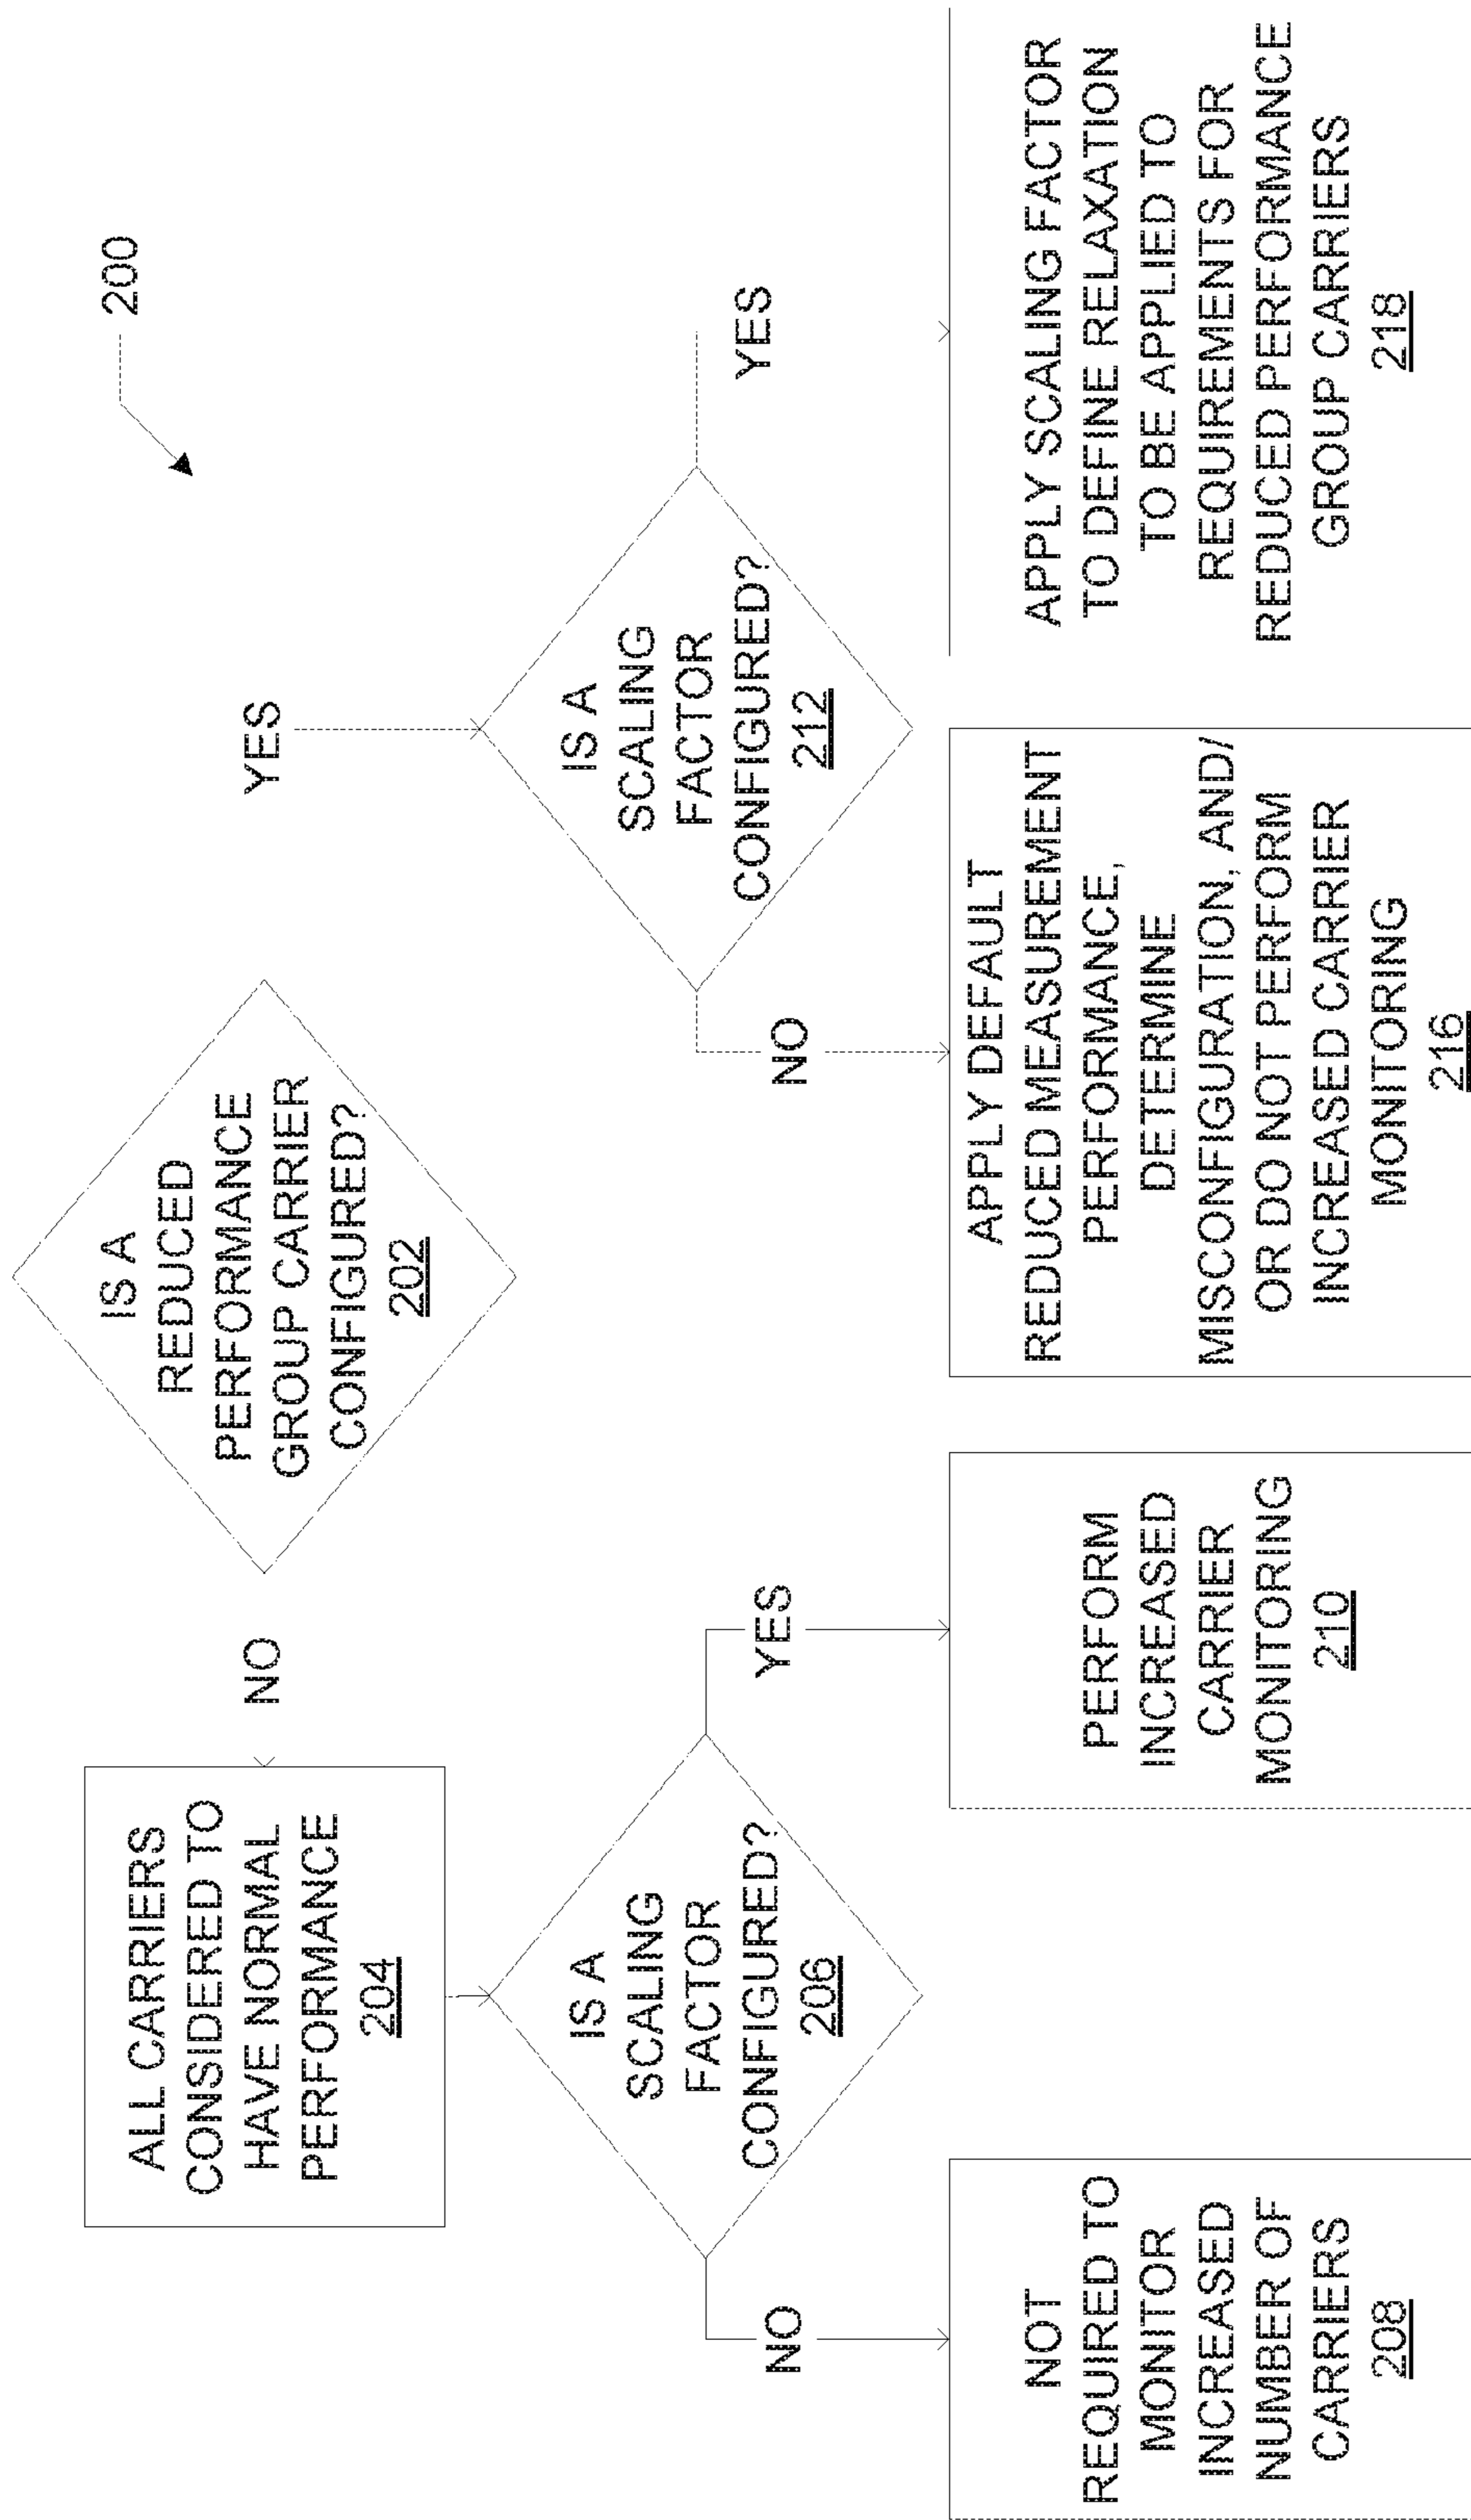 200
IS A
REDUCED
PERFORMANCE
GROUP CARRIER
CONFIGURED?
202
NO
YES
ALL CARRIERS
CONSIDERED TO
HAVE NORMAL
PERFORMANCE
204
IS A
SCALING
FACTOR
CONFIGURED?
206
IS A
SCALING
FACTOR
CONFIGURED?
212
NO
YES
NO
YES
NOT
REQUIRED TO
MONITOR
INCREASED
NUMBER OF
CARRIERS
208
PERFORM
INCREASED
CARRIER
MONITORING
210
APPLY DEFAULT
REDUCED MEASUREMENT
PERFORMANCE,
DETERMINE
MISCONFIGURATION, AND/
OR DO NOT PERFORM
INCREASED CARRIER
MONITORING
216
APPLY SCALING FACTOR
TO DEFINE RELAXATION
TO BE APPLIED TO
REQUIREMENTS FOR
REDUCED PERFORMANCE
GROUP CARRIERS
218